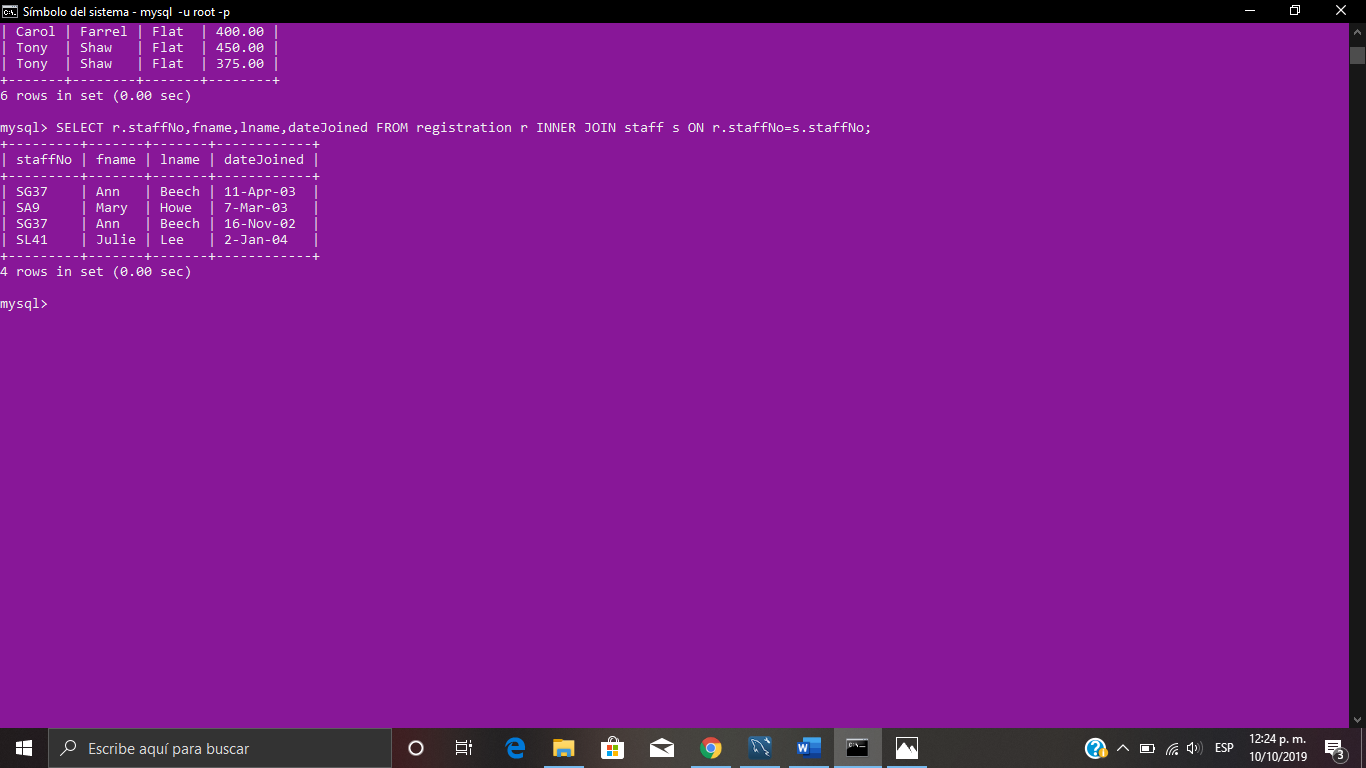 Símbolo del sistema - mysql -u root -p
| Carol | Farrel | Flat  | 400.00 |
| Tony  | Shaw   | Flat  | 450.00 |
| Tony  | Shaw   | Flat  | 375.00 |
+-------+--------+-------+--------+
6 rows in set (0.00 sec)
mysql> SELECT r.staffNo,fname,lname,dateJoined FROM registration r INNER JOIN staff s ON r.staffNo=s.staffNo;
+---------+-------+-------+------------+
| staffNo | fname | lname | dateJoined |
+---------+-------+-------+------------+
| SG37    | Ann   | Beech | 11-Apr-03  |
| SA9     | Mary  | Howe  | 7-Mar-03   |
| SG37    | Ann   | Beech | 16-Nov-02  |
| SL41    | Julie | Lee   | 2-Jan-04   |
+---------+-------+-------+------------+
4 rows in set (0.00 sec)
mysql>
Escribe aquí para buscar
ESP
12:24 p. m.
10/10/2019
3